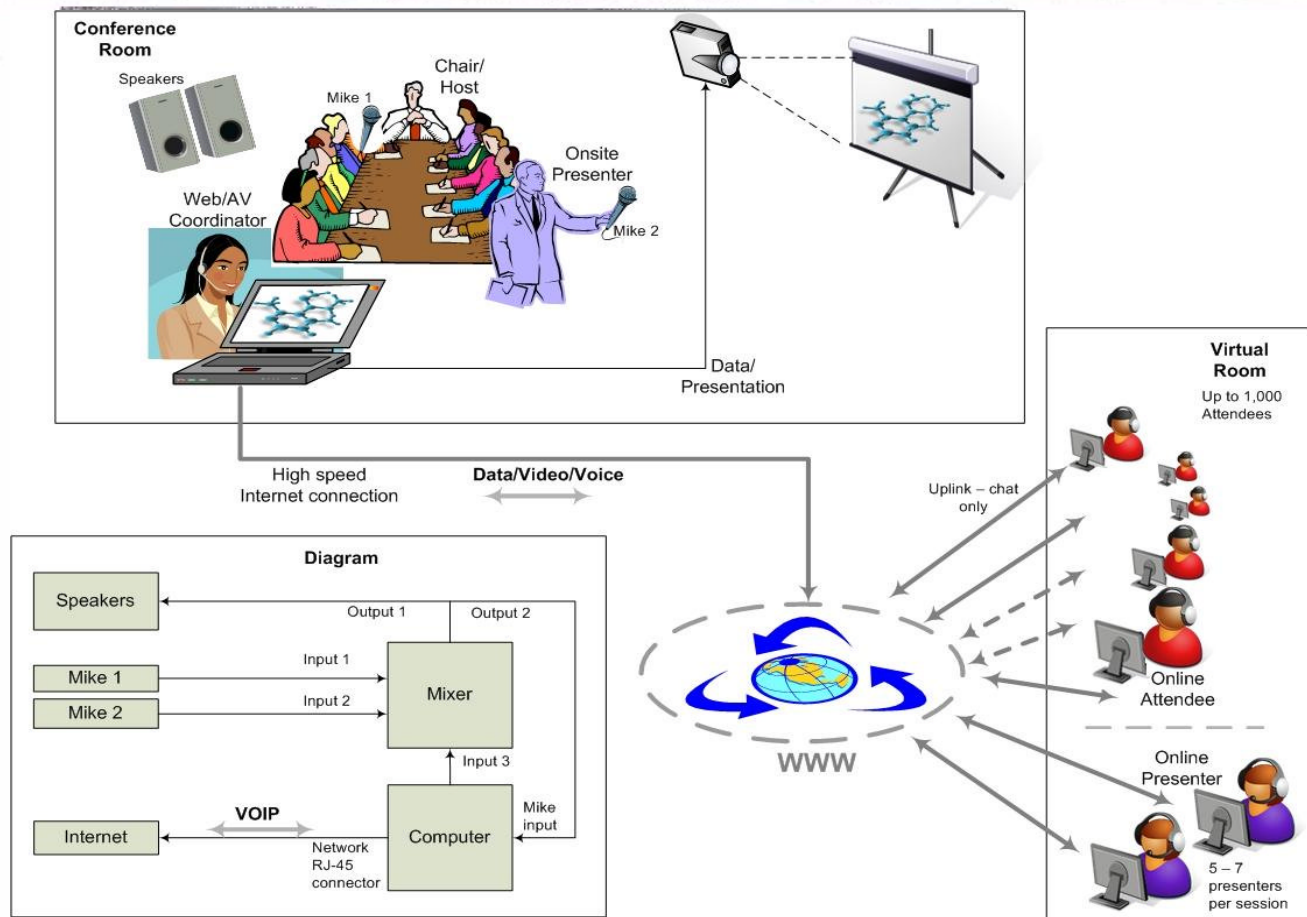 Conference
Room
Speakers
Mike 1
Chair/
Host
Onsite
Presenter
Mike 2
Web/AV
Coordinator
Data/
Presentation
High speed
Internet connection
Data/Video/Voice
Virtual
Room
Up to 1,000
Attendees
Uplink – chat
only
Online
Attendee
Online
Presenter
5 – 7
presenters
per session
WWW
Diagram
Speakers
Output 1
Output 2
Mike 1
Input 1
Mike 2
Input 2
Mixer
Input 3
VOIP
Internet
Network
RJ-45
connector
Computer
Mike
input